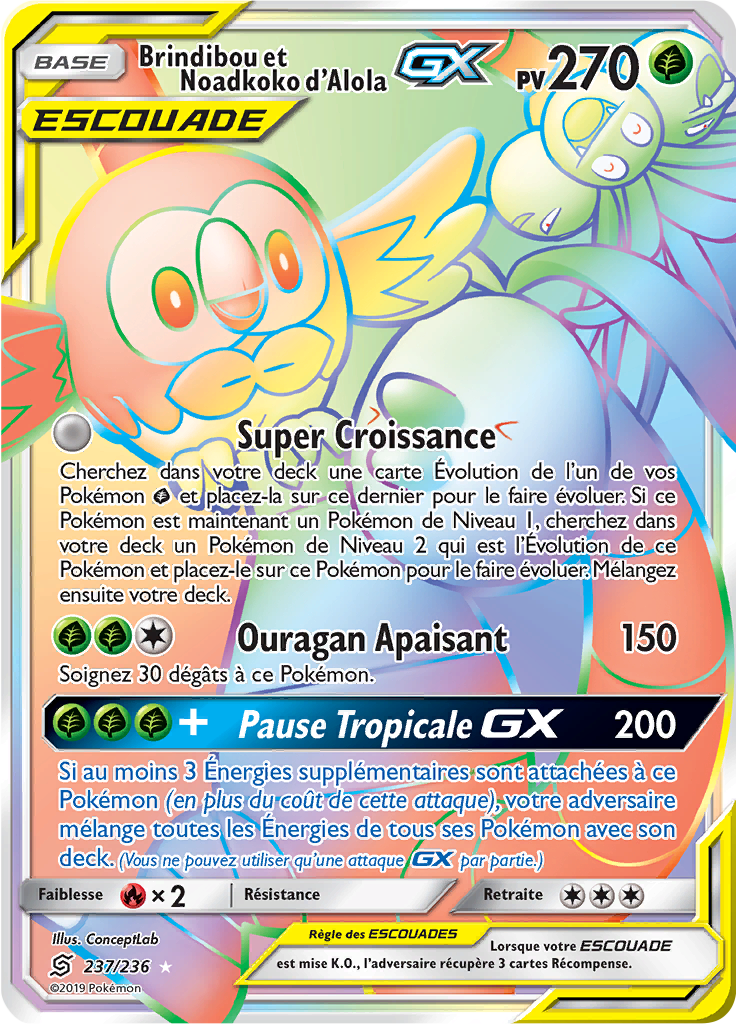 BASE
Brindibou et
Noadkoko d'Alola
GX
PV270
ESCOUADE
Super Croissance
Cherchez dans votre deck une carte Évolution de l'un de vos
Pokémon et placez-la sur ce dernier pour le faire évoluer. Si ce
Pokémon est maintenant un Pokémon de Niveau 1, cherchez dans
votre deck un Pokémon de Niveau 2 qui est l'Évolution de ce
Pokémon et placez-le sur ce Pokémon pour le faire évoluer. Mélangez
ensuite votre deck.
Ouragan Apaisant 150
Soignez 30 dégâts à ce Pokémon.
+ Pause Tropicale GX 200
Si au moins 3 Énergies supplémentaires sont attachées à ce
Pokémon (en plus du coût de cette attaque), votre adversaire
mélange toutes les Énergies de tous ses Pokémon avec son
deck. (Vous ne pouvez utiliser qu'une attaque GX par partie.)
Faiblesse ×2 Résistance Retraite
Illus. ConceptLab
237/236
©2019 Pokémon
Règle des ESCOUADES
Lorsque votre ESCOUADE
est mise K.O., l'adversaire récupère 3 cartes Récompense.